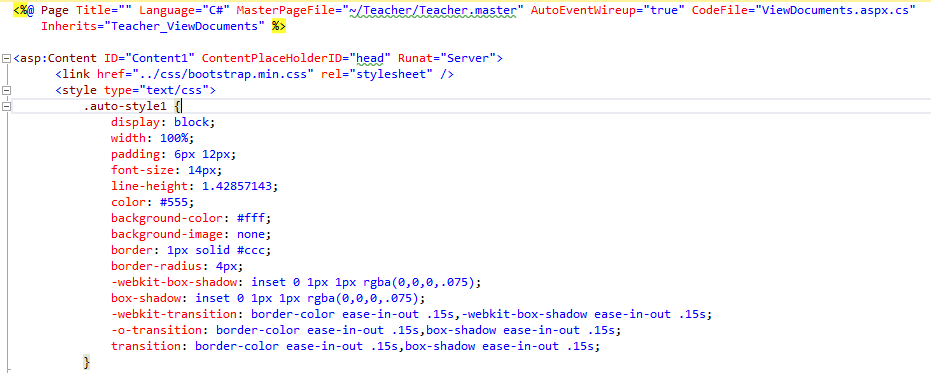 <%@ Page Title="" Language="C#" MasterPageFile="~/Teacher/Teacher.master" AutoEventWireup="true" CodeFile="ViewDocuments.aspx.cs"
Inherits="Teacher_ViewDocuments" %>
<asp:Content ID="Content1" ContentPlaceHolderID="head" Runat="Server">
<link href="../css/bootstrap.min.css" rel="stylesheet" />
<style type="text/css">
.auto-style1 {
display: block;
width: 100%;
padding: 6px 12px;
font-size: 14px;
line-height: 1.42857143;
color: #555;
background-color: #fff;
background-image: none;
border: 1px solid #ccc;
border-radius: 4px;
-webkit-box-shadow: inset 0 1px 1px rgba(0,0,0,.075);
box-shadow: inset 0 1px 1px rgba(0,0,0,.075);
-webkit-transition: border-color ease-in-out .15s,-webkit-box-shadow ease-in-out .15s;
-o-transition: border-color ease-in-out .15s,box-shadow ease-in-out .15s;
transition: border-color ease-in-out .15s,box-shadow ease-in-out .15s;
}